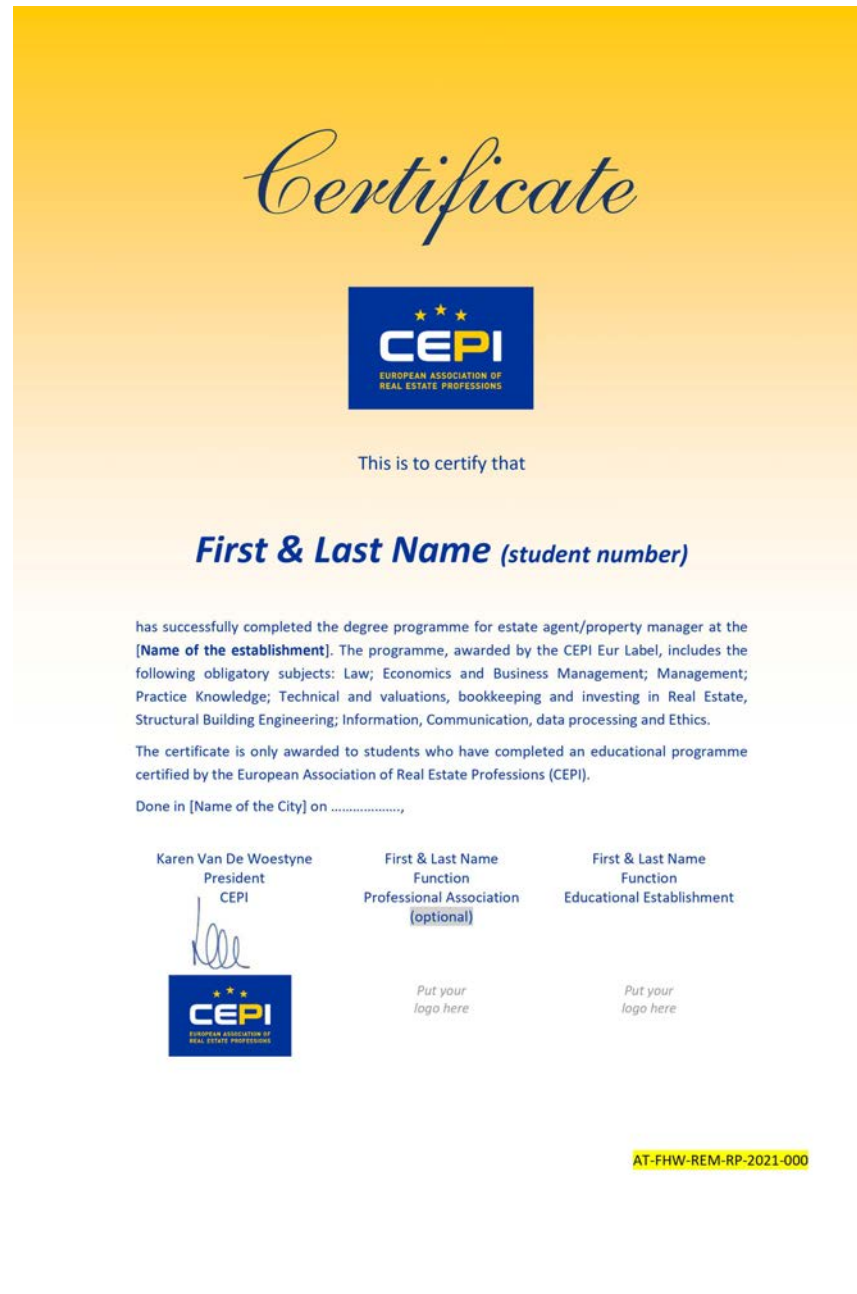 Certificate
CEPI
EUROPEAN ASSOCIATION OF
REAL ESTATE PROFESSIONS
This is to certify that
First & Last Name (student number)
has successfully completed the degree programme for estate agent/property manager at the
[Name of the establishment]. The programme, awarded by the CEPI Eur Label, includes the
following obligatory subjects: Law; Economics and Business Management; Management;
Practice Knowledge; Technical and valuations, bookkeeping and investing in Real Estate,
Structural Building Engineering; Information, Communication, data processing and Ethics.
The certificate is only awarded to students who have completed an educational programme
certified by the European Association of Real Estate Professions (CEPI).
Done in [Name of the City] on ...................,
Karen Van De Woestyne
President
CEPI
First & Last Name
Function
Professional Association
(optional)
First & Last Name
Function
Educational Establishment
CEPI
EUROPEAN ASSOCIATION OF
REAL ESTATE PROFESSIONS
Put your
logo here
Put your
logo here
AT-FHW-REM-RP-2021-000